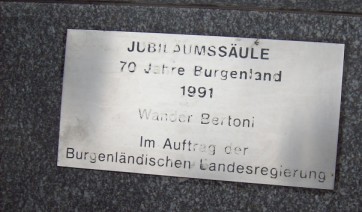 JUBILÄUMSSÄULE
70 Jahre Burgenland
1991
Wander Bertoni
Im Auftrag der
Burgenländischen Landesregierung